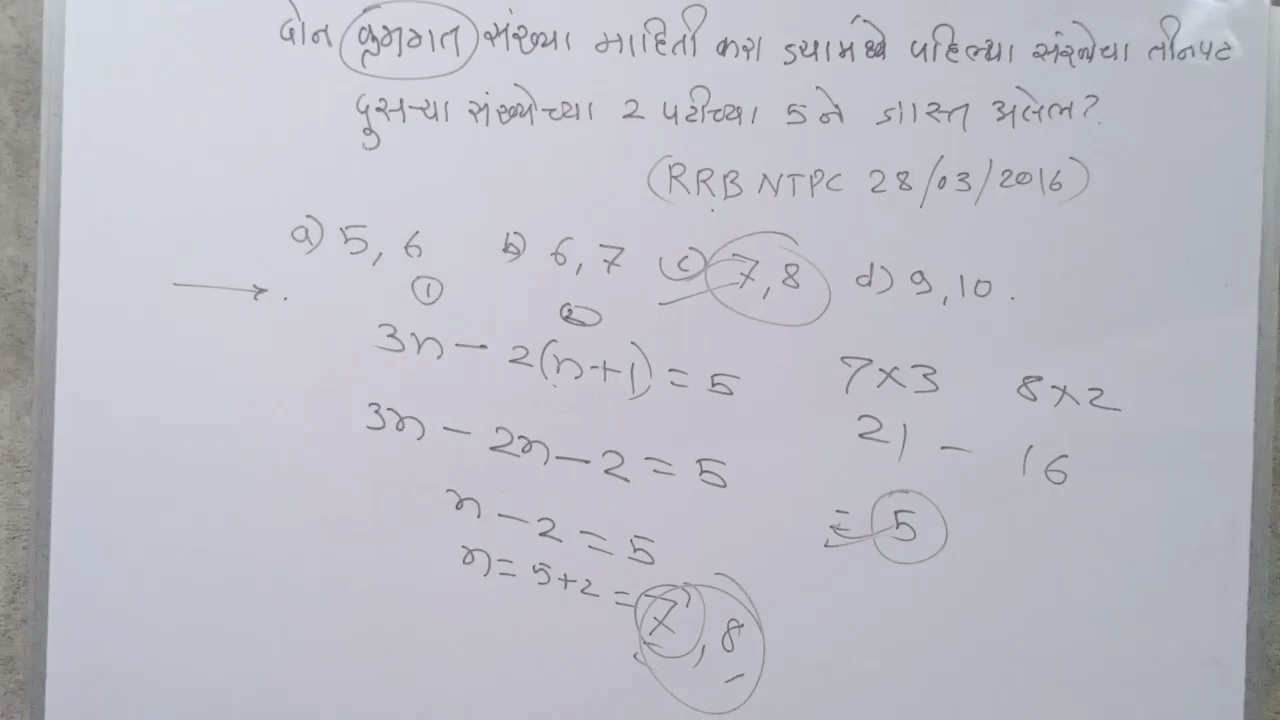 दोन क्रमगत संख्या माहिती करा ज्यामध्ये पहिल्या संख्येचा तीनपट
दुसऱ्या संख्येच्या 2 पटीच्या 5 ने जास्त असेल?
(RRB NTPC 28/03/2016)
a) 5, 6 b) 6, 7 c) 7, 8 d) 9, 10.
→ . ① ②
3n - 2(n+1) = 5 7×3 8×2
3n - 2n - 2 = 5 21 - 16
n - 2 = 5 = 5
n = 5+2 = 7, 8